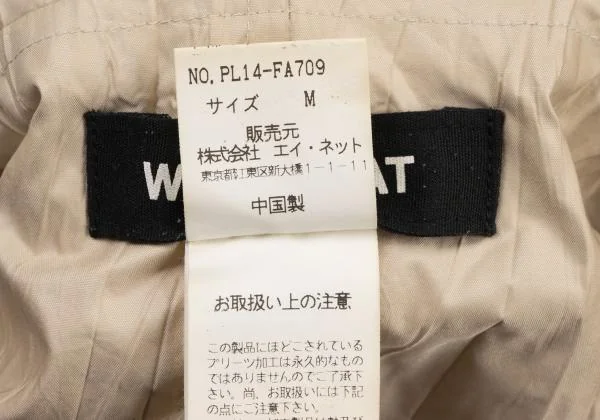 NO. PL14-FA709
サイズ M
販売元
株式会社 エイ・ネット
東京都江東区新大橋1-1-11
中国製
お取扱い上の注意
この製品にほどこされている
プリーツ加工は永久的なもの
ではありませんのでご了承下
さい。尚、お取扱いには下記
の点にご注意下さい。